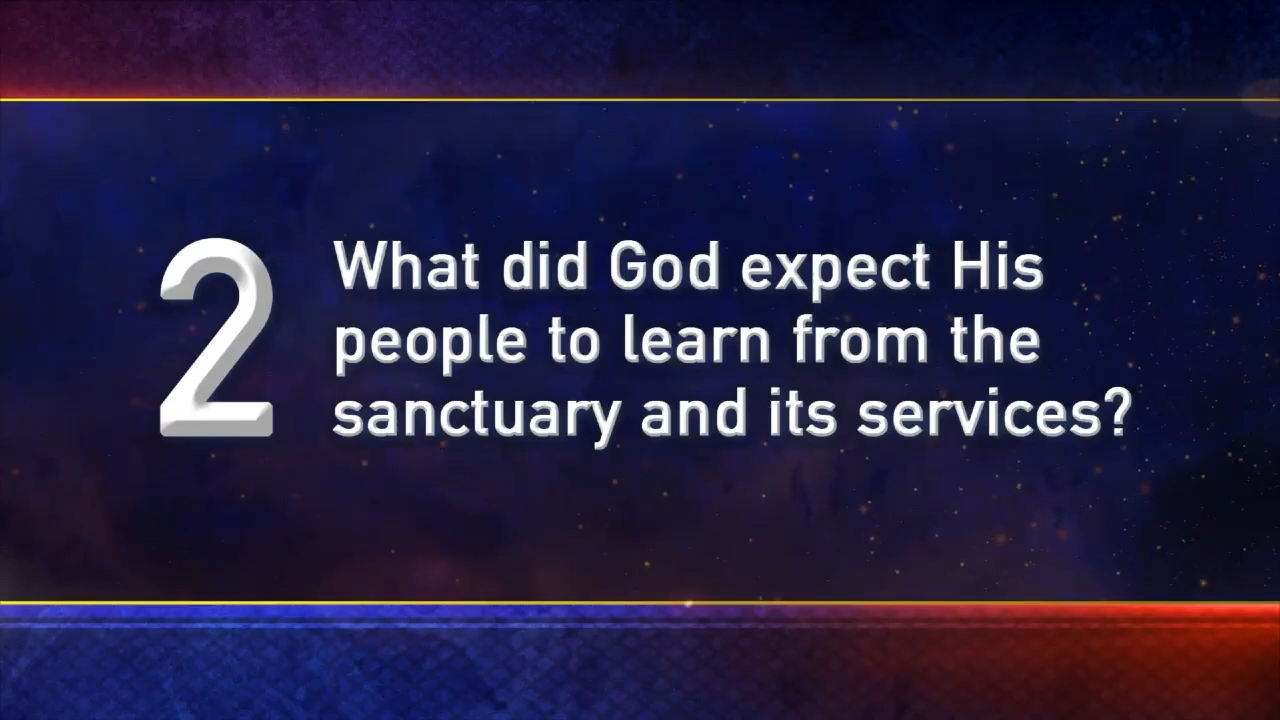 2
What did God expect His
people to learn from the
sanctuary and its services?